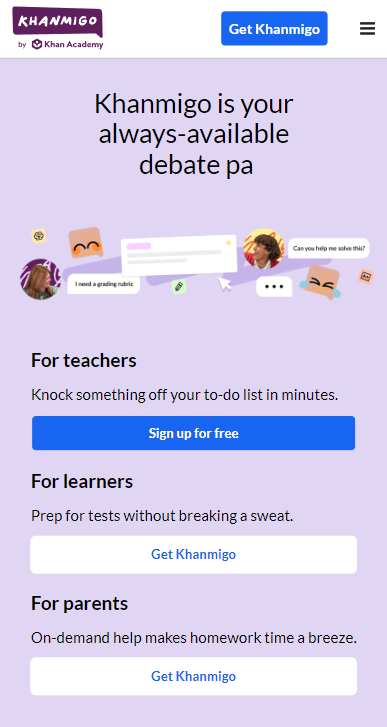 KHANMIGO
by Khan Academy
Get Khanmigo
Khanmigo is your
always-available
debate pa
Can you help me solve this?
I need a grading rubric
For teachers
Knock something off your to-do list in minutes.
Sign up for free
For learners
Prep for tests without breaking a sweat.
Get Khanmigo
For parents
On-demand help makes homework time a breeze.
Get Khanmigo